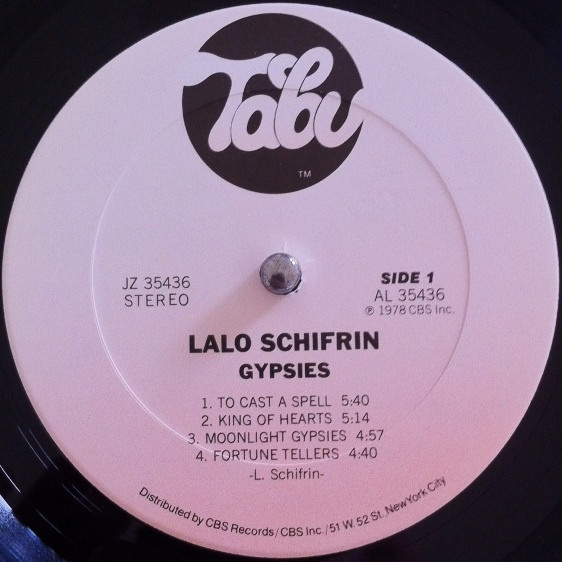 Tabu
TM
JZ 35436
STEREO
SIDE 1
AL 35436
℗ 1978 CBS Inc.
LALO SCHIFRIN
GYPSIES
1. TO CAST A SPELL 5:40
2. KING OF HEARTS 5:14
3. MOONLIGHT GYPSIES 4:57
4. FORTUNE TELLERS 4:40
-L. Schifrin-
Distributed by CBS Records/CBS Inc./51 W. 52 St., New York City